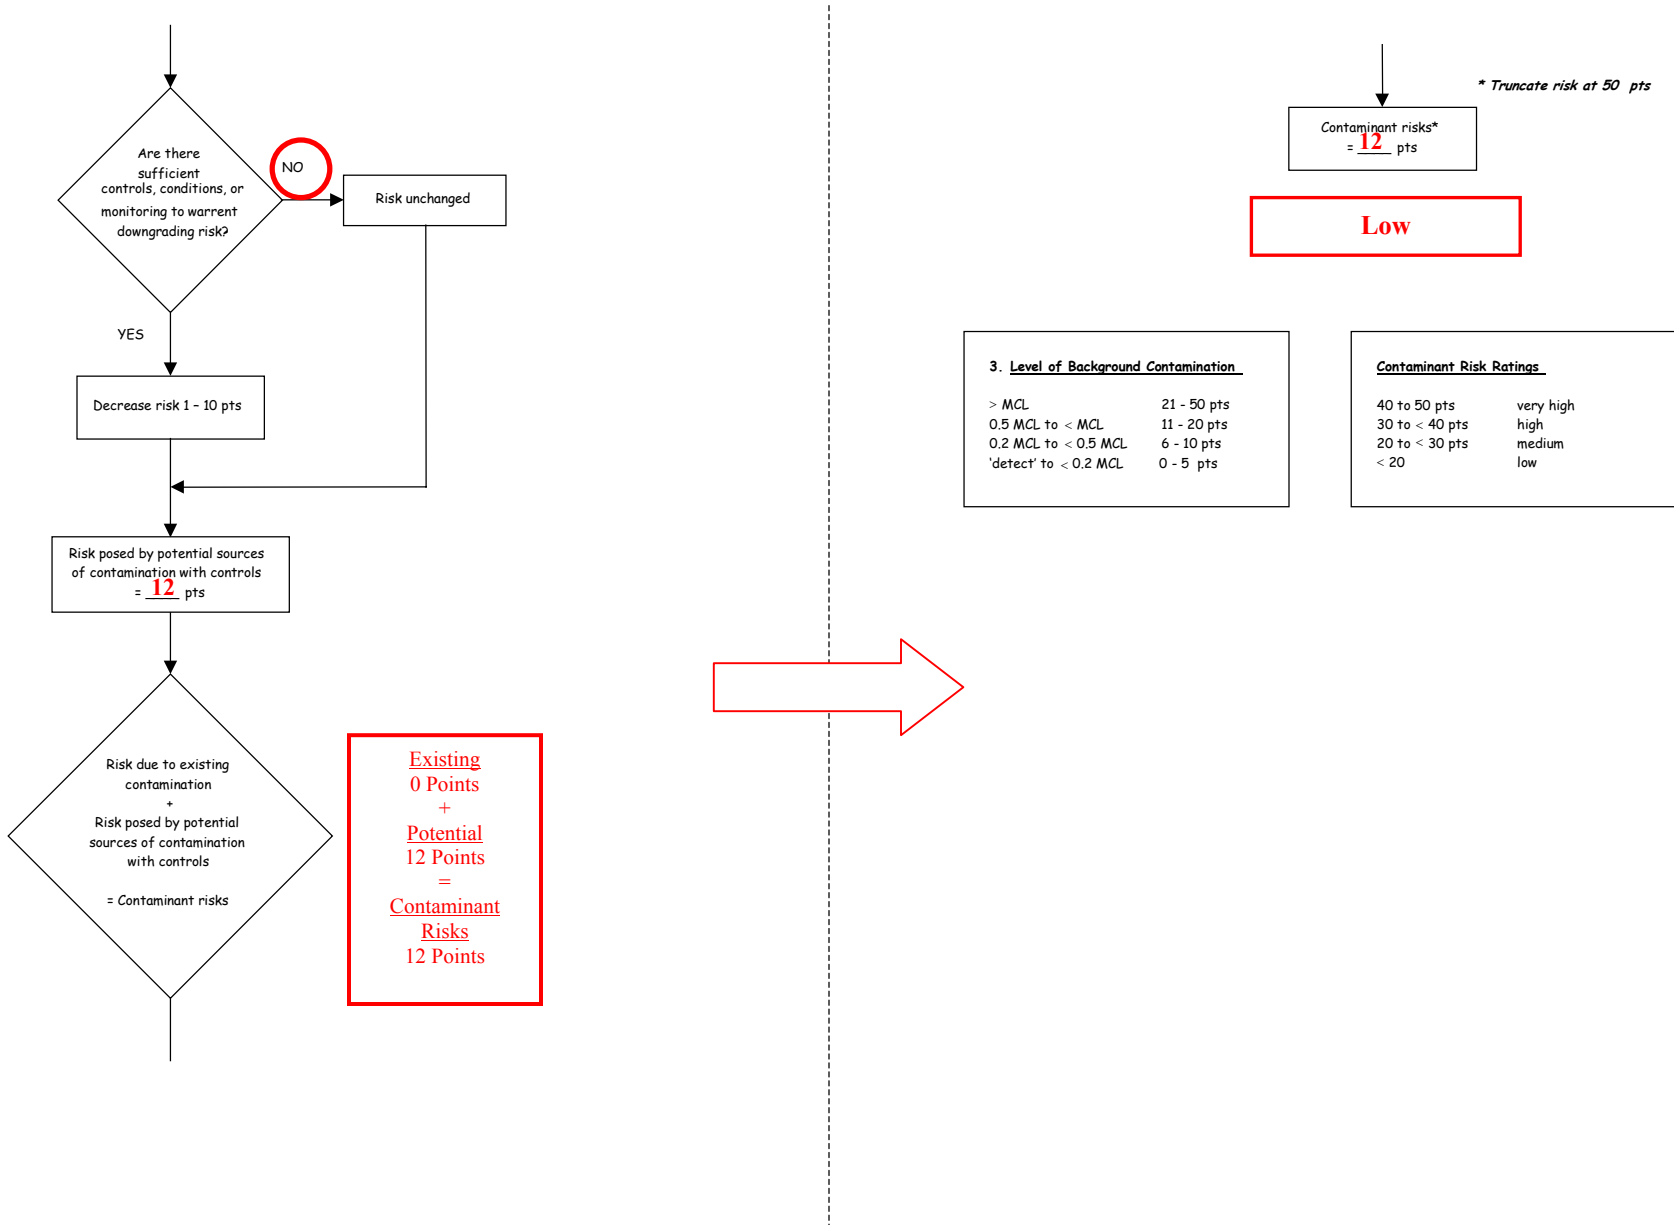 Are there
sufficient
controls, conditions, or
monitoring to warrent
downgrading risk?
NO
Risk unchanged
YES
Decrease risk 1 – 10 pts
Risk posed by potential sources
of contamination with controls
= 12 pts
Risk due to existing
contamination
+
Risk posed by potential
sources of contamination
with controls
= Contaminant risks
Existing
0 Points
+
Potential
12 Points
=
Contaminant
Risks
12 Points
* Truncate risk at 50 pts
Contaminant risks*
= 12 pts
Low
3. Level of Background Contamination
> MCL 21 - 50 pts
0.5 MCL to < MCL 11 - 20 pts
0.2 MCL to < 0.5 MCL 6 - 10 pts
'detect' to < 0.2 MCL 0 - 5 pts
Contaminant Risk Ratings
40 to 50 pts very high
30 to < 40 pts high
20 to < 30 pts medium
< 20 low